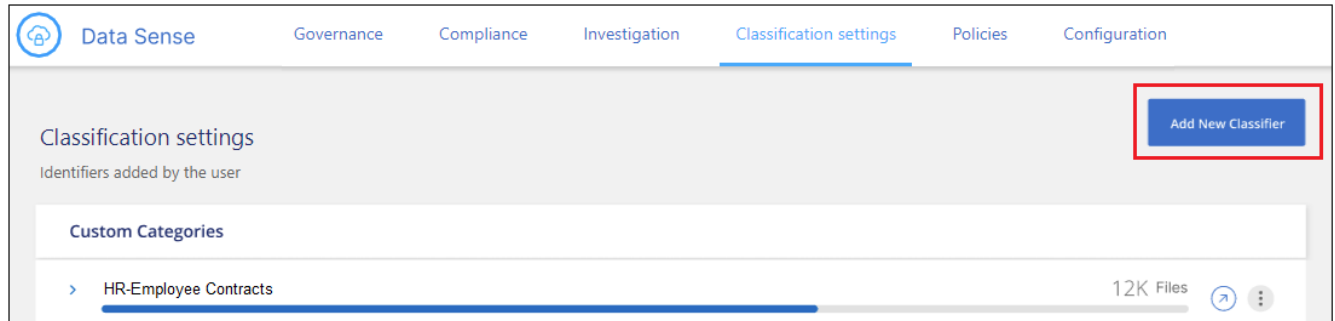 Data Sense Governance Compliance Investigation Classification settings Policies Configuration
Add New Classifier
Classification settings
Identifiers added by the user
Custom Categories
HR-Employee Contracts 12K Files